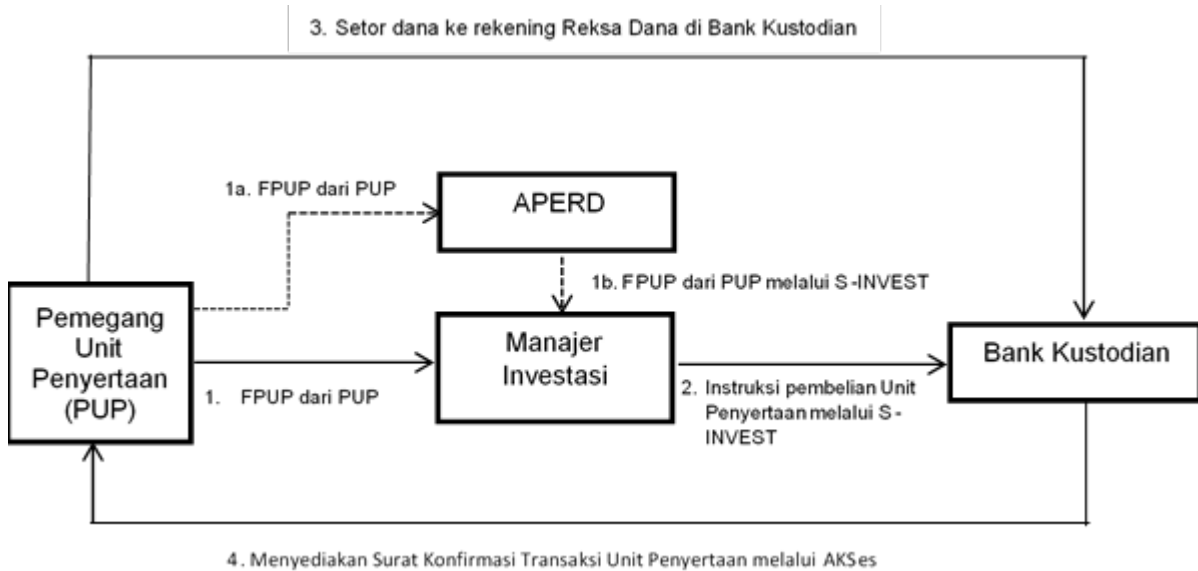 3. Setor dana ke rekening Reksa Dana di Bank Kustodian
1a. FPUP dari PUP
APERD
1b. FPUP dari PUP melalui S-INVEST
Pemegang
Unit
Penyertaan
(PUP)
1. FPUP dari PUP
Manajer
Investasi
2. Instruksi pembelian Unit
Penyertaan melalui S-
INVEST
Bank Kustodian
4. Menyediakan Surat Konfirmasi Transaksi Unit Penyertaan melalui AKSes